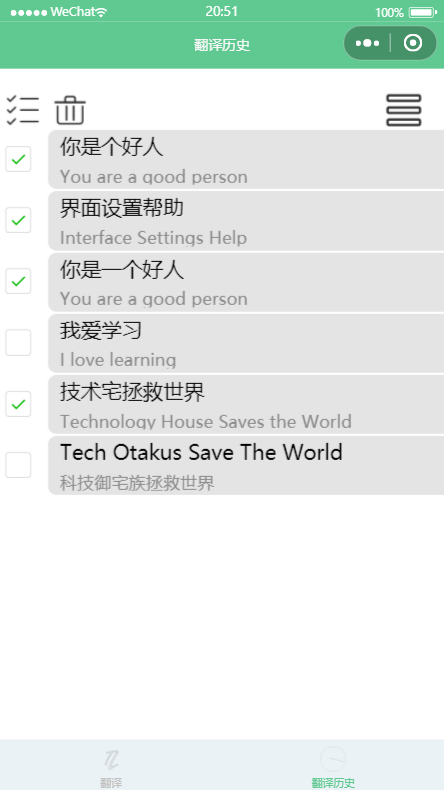 WeChat
20:51
100%
翻译历史
你是个好人
You are a good person
界面设置帮助
Interface Settings Help
你是一个好人
You are a good person
我爱学习
I love learning
技术宅拯救世界
Technology House Saves the World
Tech Otakus Save The World
科技御宅族拯救世界
翻译
翻译历史